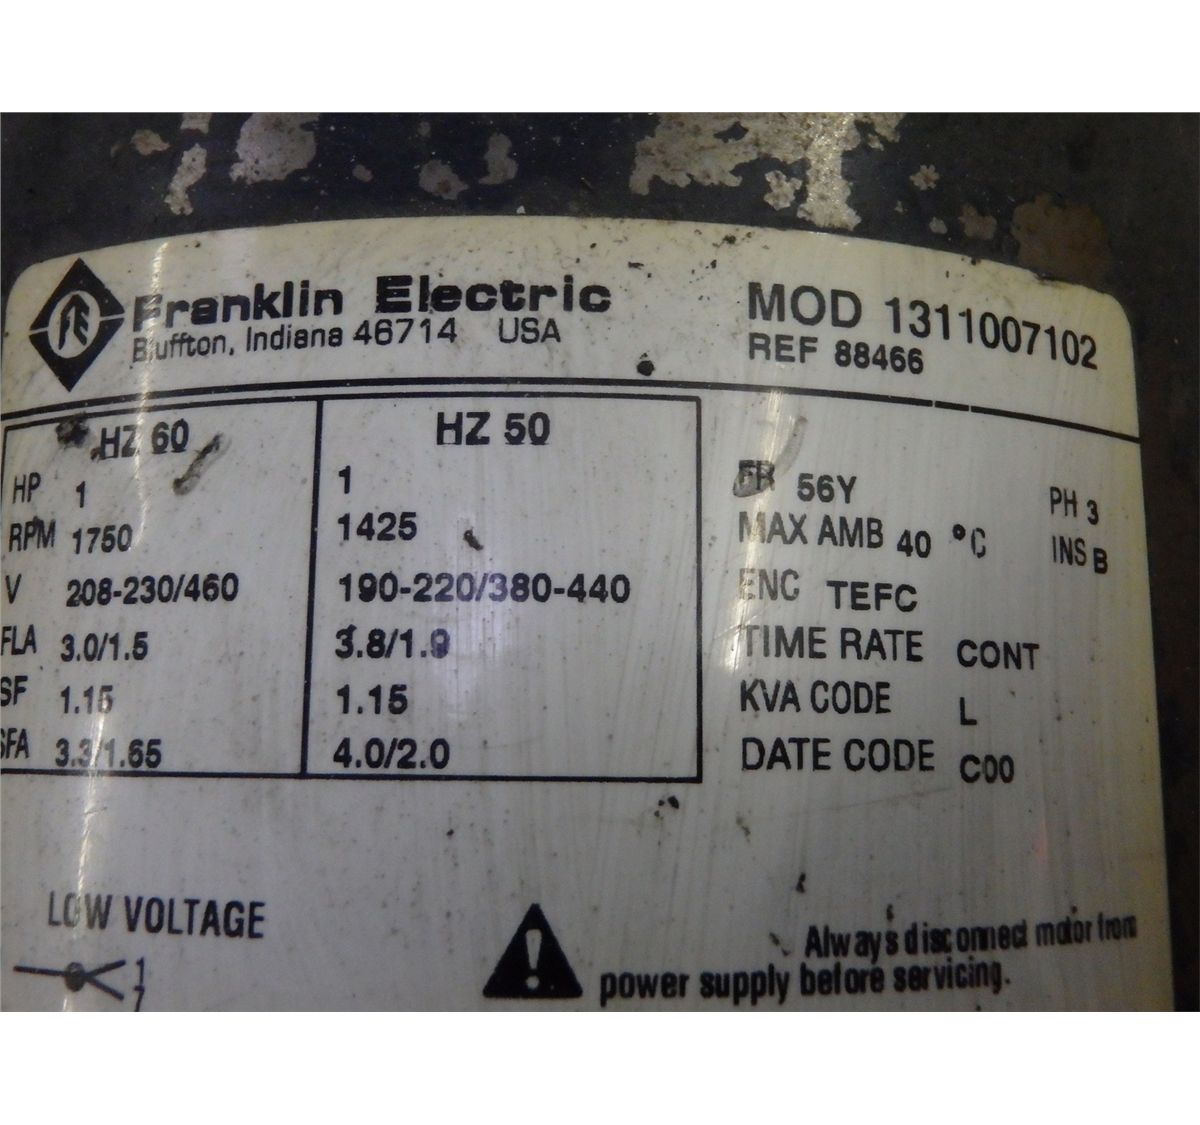 Franklin Electric
Bluffton, Indiana 46714 USA
MOD 1311007102
REF 88466
HZ 60 HZ 50
HP 1 1
RPM 1750 1425
V 208-230/460 190-220/380-440
FLA 3.0/1.5 3.8/1.9
SF 1.15 1.15
SFA 3.3/1.65 4.0/2.0
FR 56Y PH 3
MAX AMB 40 °C INS B
ENC TEFC
TIME RATE CONT
KVA CODE L
DATE CODE C00
LOW VOLTAGE
1
7
Always disconnect motor from
power supply before servicing.